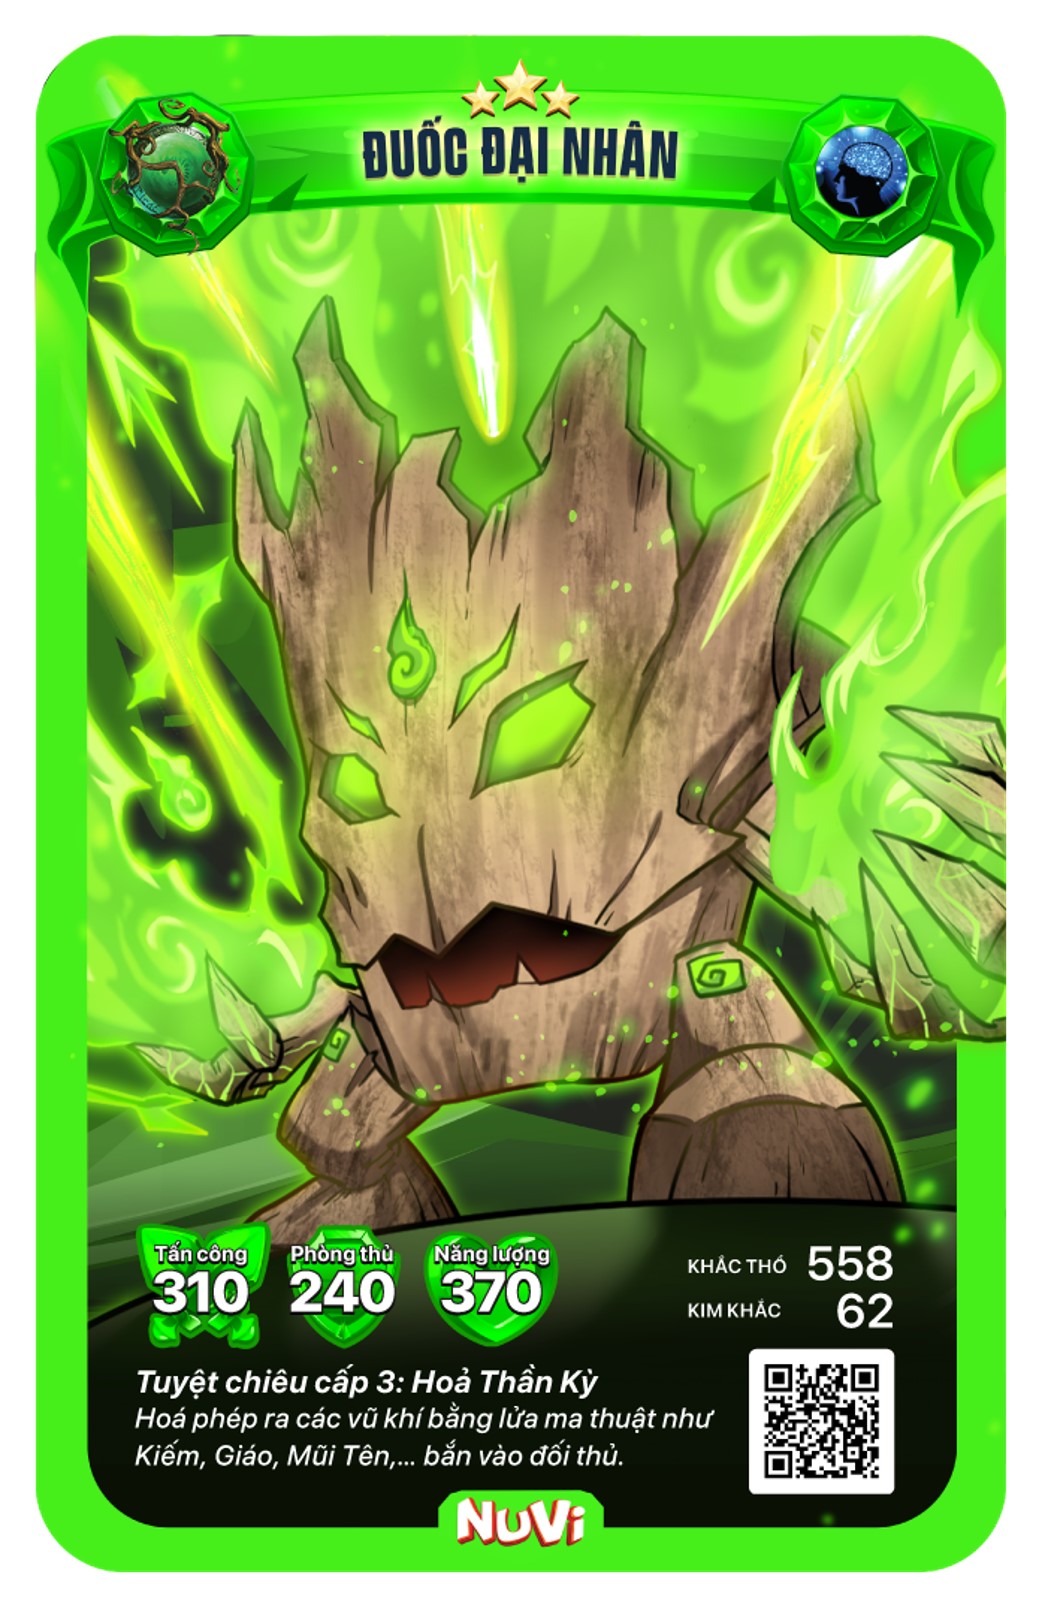 ĐUỐC ĐẠI NHÂN
Tấn công
310
Phòng thủ
240
Năng lượng
370
KHẮC THỔ 558
KIM KHẮC 62
Tuyệt chiêu cấp 3: Hoả Thần Kỳ
Hoá phép ra các vũ khí bằng lửa ma thuật như
Kiếm, Giáo, Mũi Tên,... bắn vào đối thủ.
NuVi